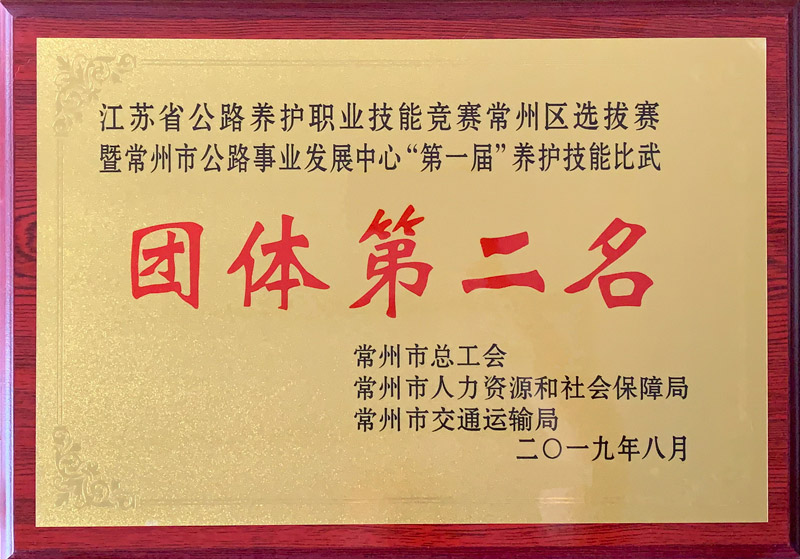 江苏省公路养护职业技能竞赛常州区选拔赛
暨常州市公路事业发展中心“第一届”养护技能比武
团体第二名
常州市总工会
常州市人力资源和社会保障局
常州市交通运输局
二〇一九年八月